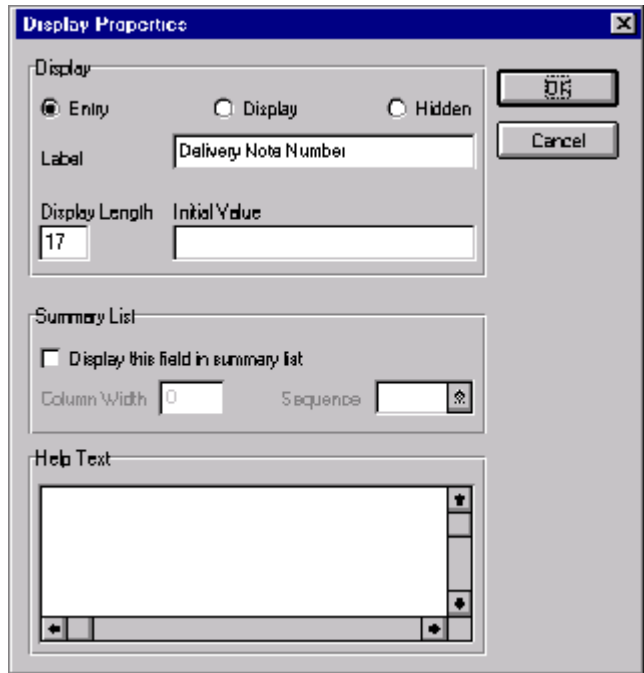 Display Properties
Display
Entry Display Hidden
Label Delivery Note Number
Display Length Initial Value
17
Summary List
Display this field in summary list
Column Width 0 Sequence
Help Text
OK
Cancel